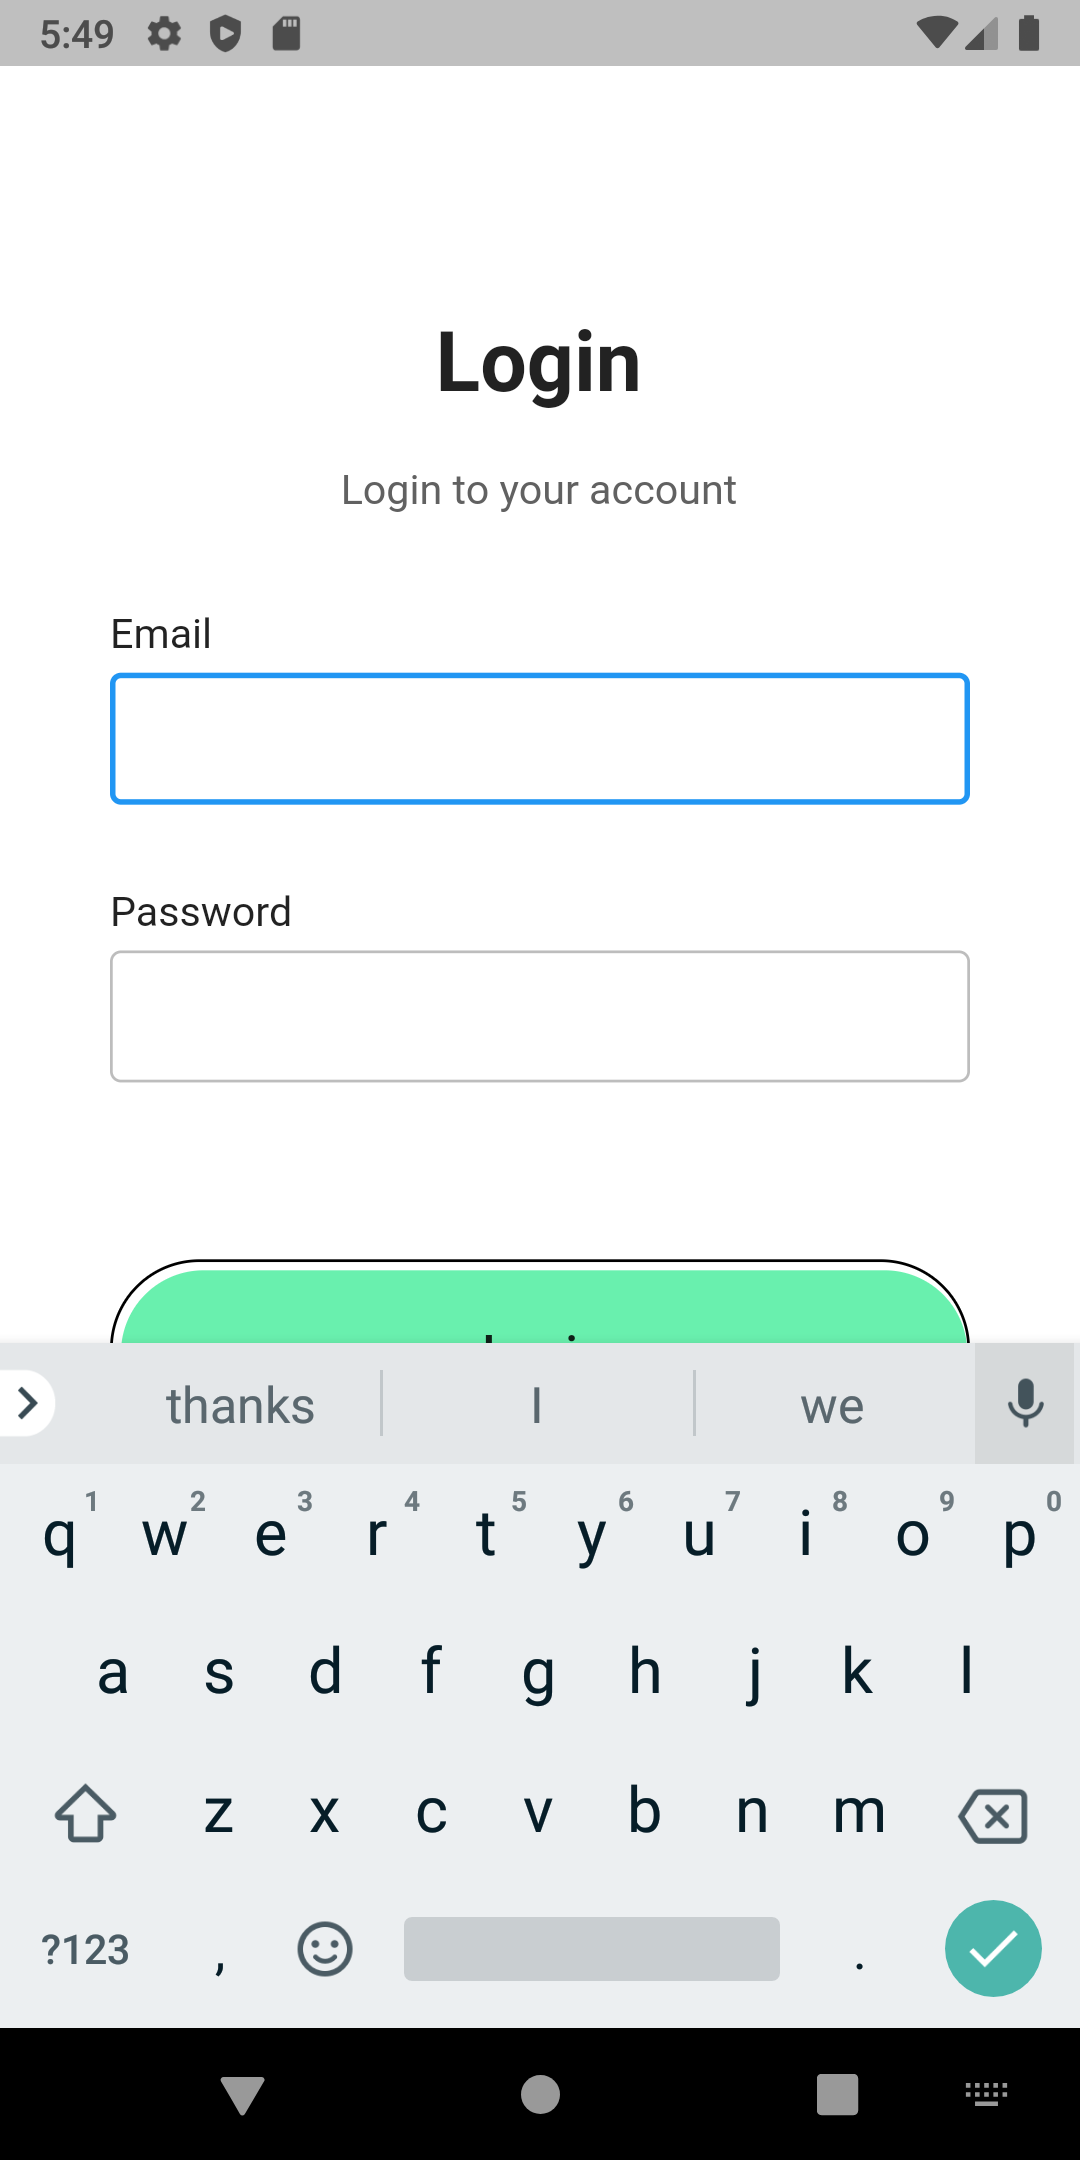 5:49
Login
Login to your account
Email
Password
thanks I we
1 2 3 4 5 6 7 8 9 0
q w e r t y u i o p
a s d f g h j k l
z x c v b n m
?123 , .